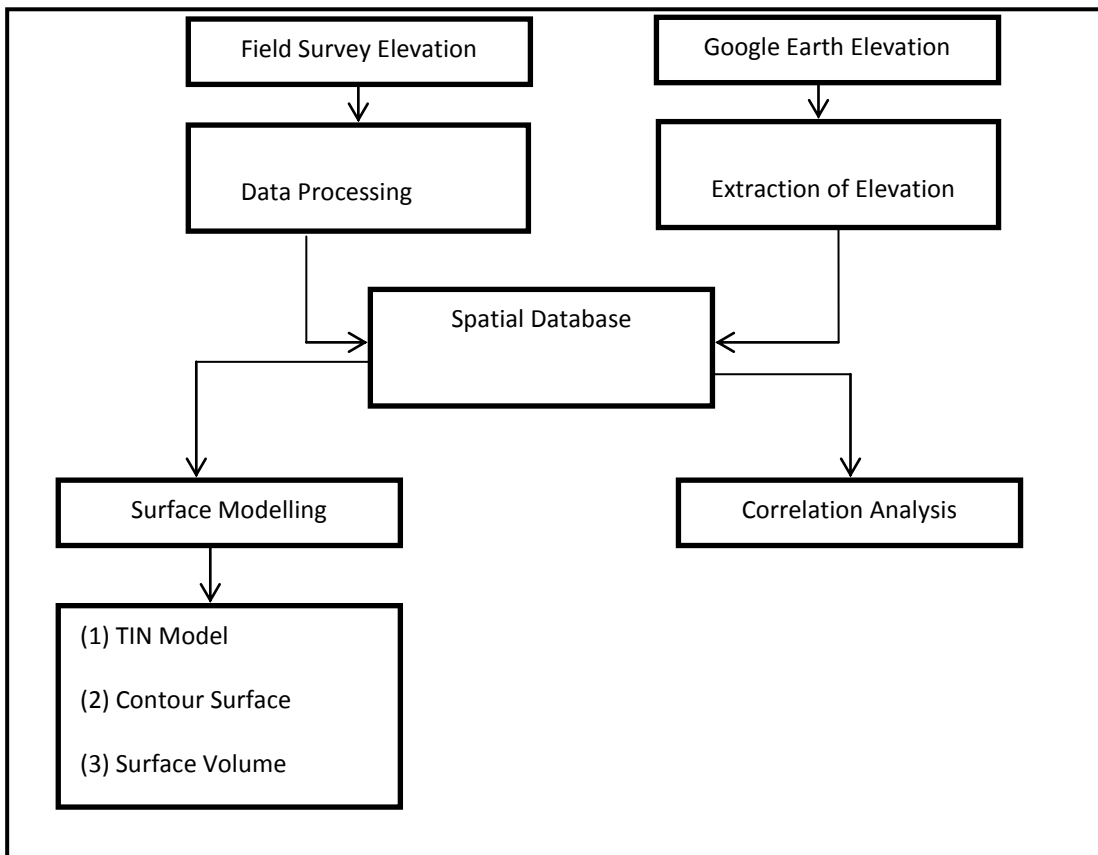 Field Survey Elevation
Google Earth Elevation
Data Processing
Extraction of Elevation
Spatial Database
Surface Modelling
Correlation Analysis
(1) TIN Model
(2) Contour Surface
(3) Surface Volume